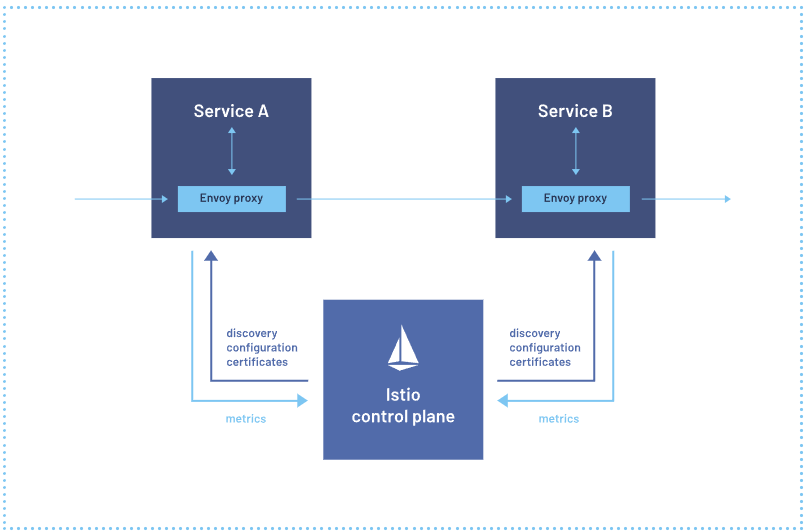 Service A
Service B
Envoy proxy
Envoy proxy
discovery
configuration
certificates
discovery
configuration
certificates
Istio
control plane
metrics
metrics